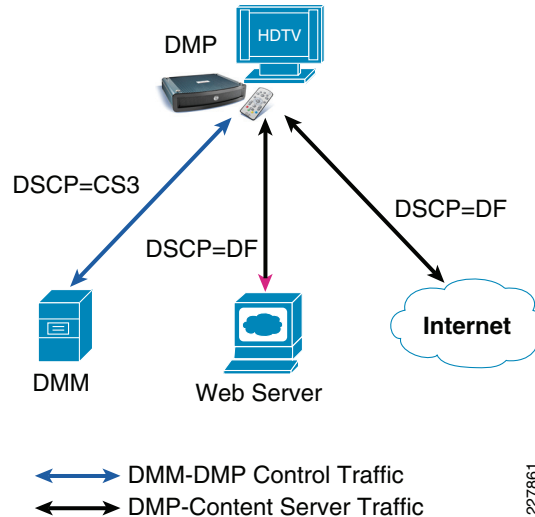 HDTV
DMP
DSCP=CS3
DSCP=DF
DSCP=DF
Internet
DMM
Web Server
DMM-DMP Control Traffic
DMP-Content Server Traffic
227861